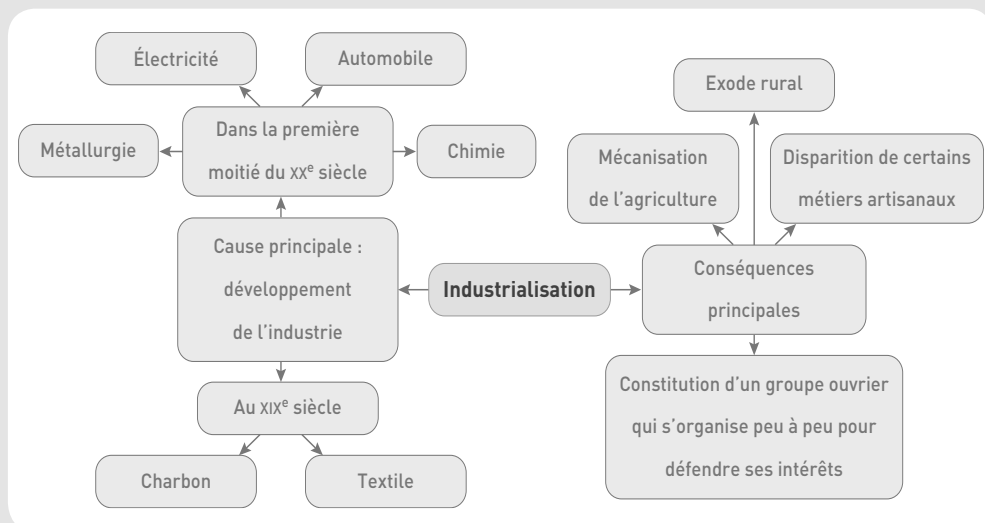 Électricité
Automobile
Métallurgie
Dans la première
moitié du XXe siècle
Chimie
Cause principale :
développement
de l'industrie
Au XIXe siècle
Charbon
Textile
Industrialisation
Exode rural
Mécanisation
de l'agriculture
Disparition de certains
métiers artisanaux
Conséquences
principales
Constitution d'un groupe ouvrier
qui s'organise peu à peu pour
défendre ses intérêts